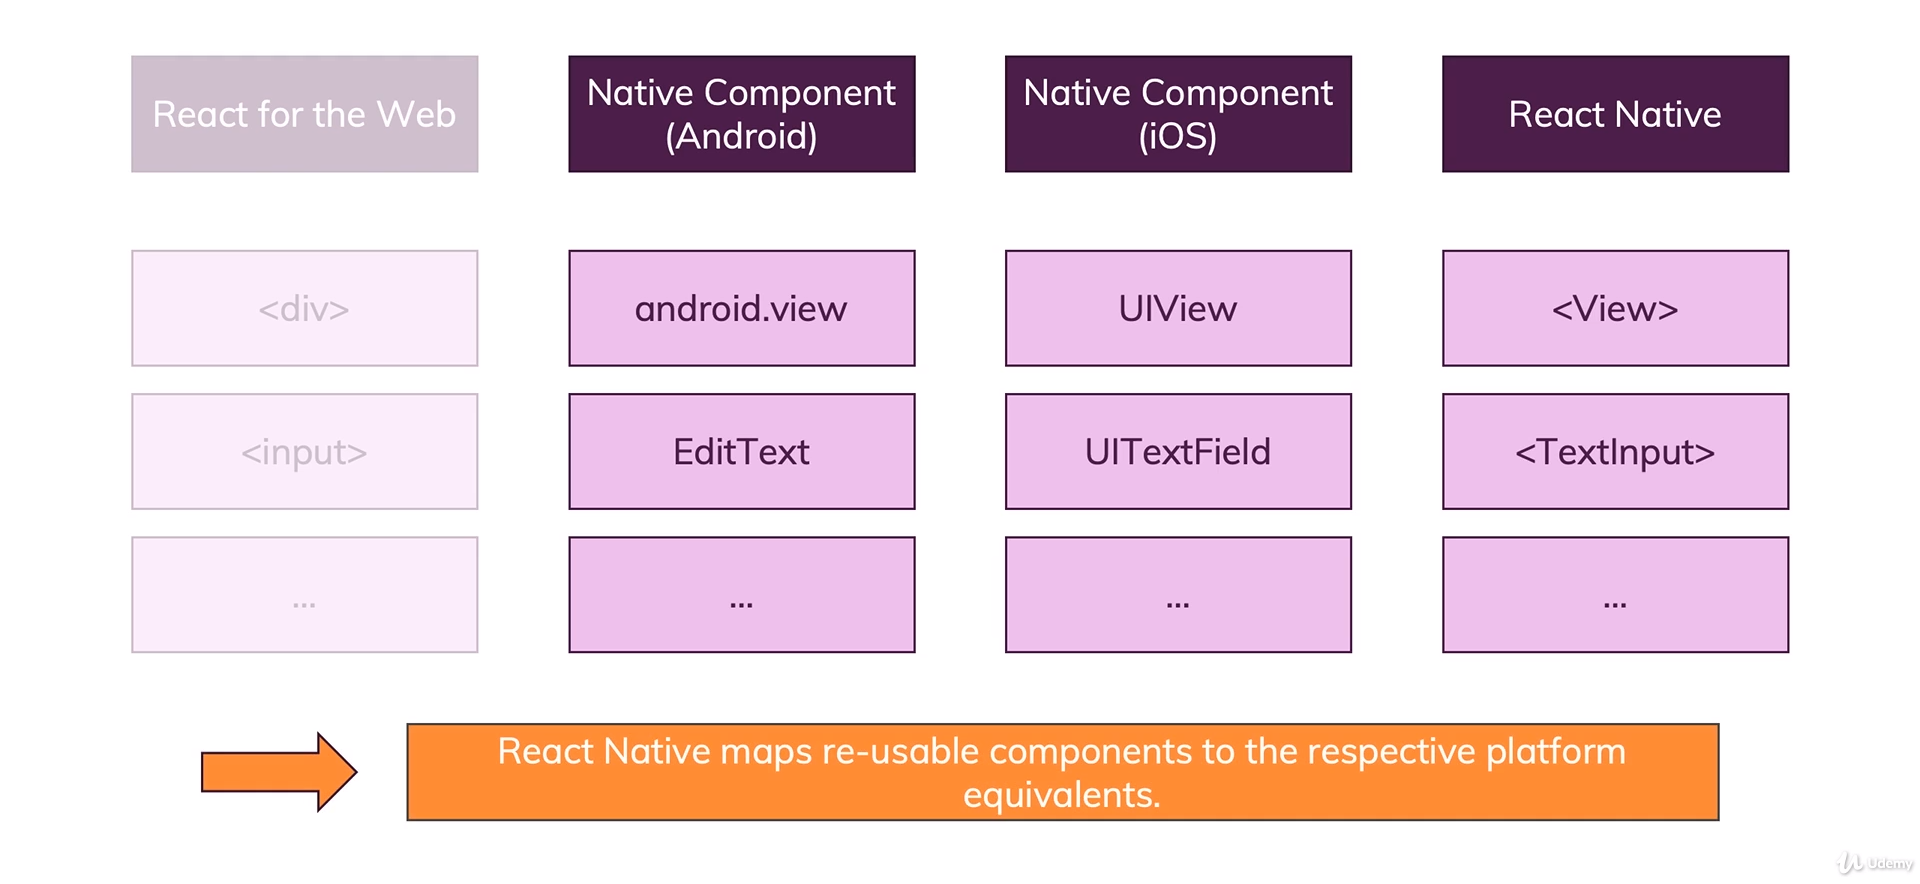 React for the Web
Native Component
(Android)
Native Component
(iOS)
React Native
<div>
android.view
UIView
<View>
<input>
EditText
UITextField
<TextInput>
...
...
...
...
React Native maps re-usable components to the respective platform
equivalents.
Udemy